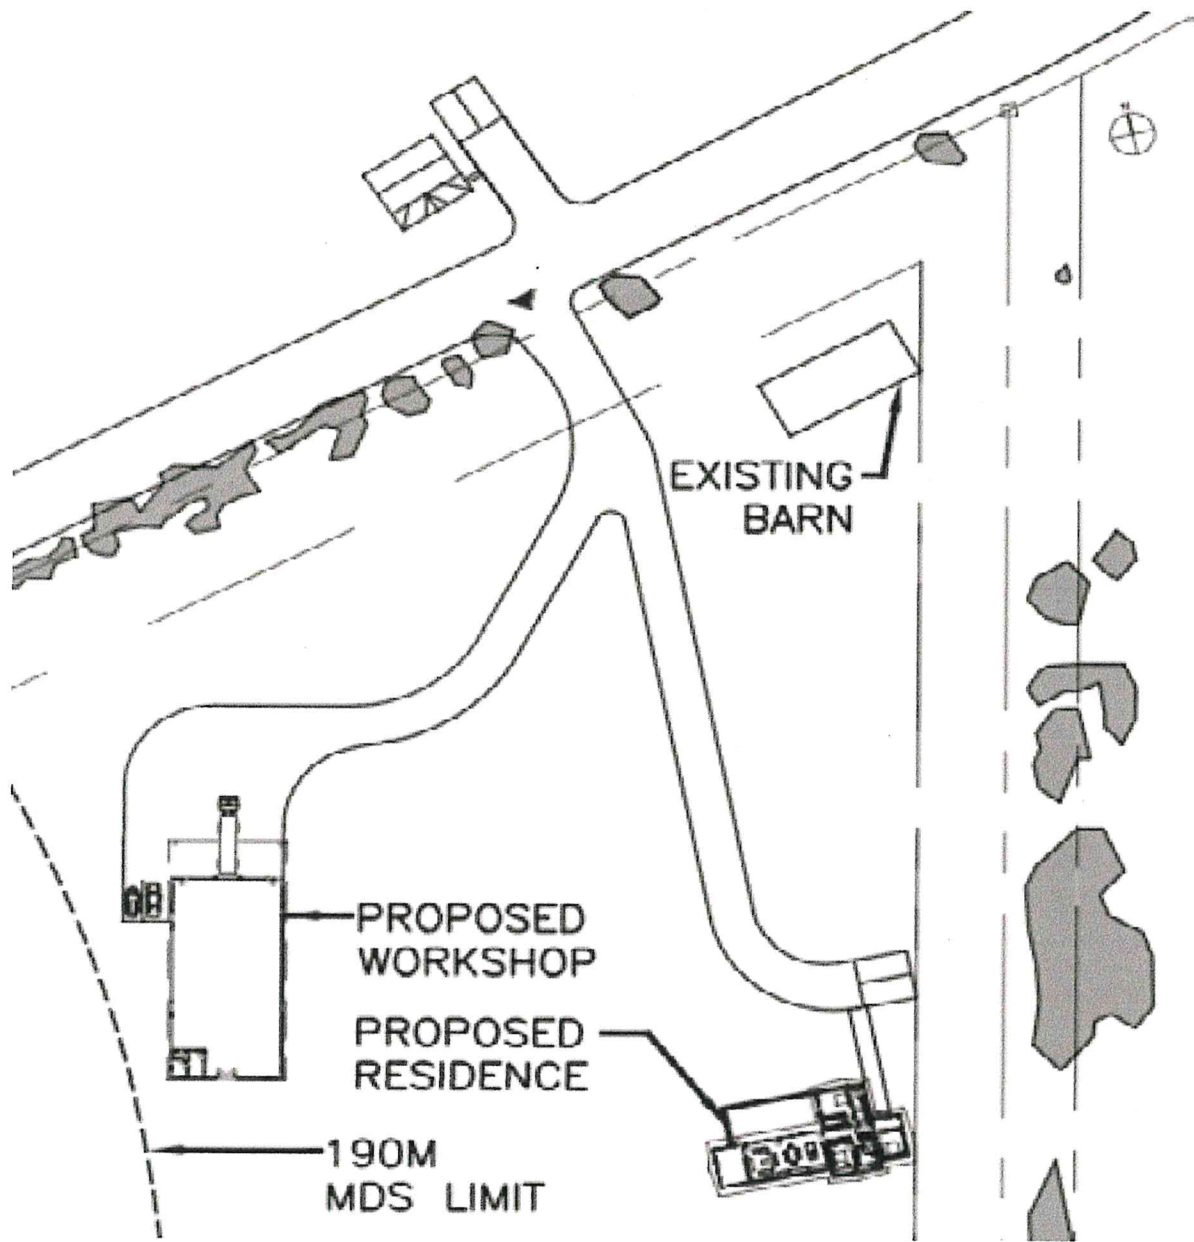 EXISTING
BARN
PROPOSED
WORKSHOP
PROPOSED
RESIDENCE
190M
MDS LIMIT